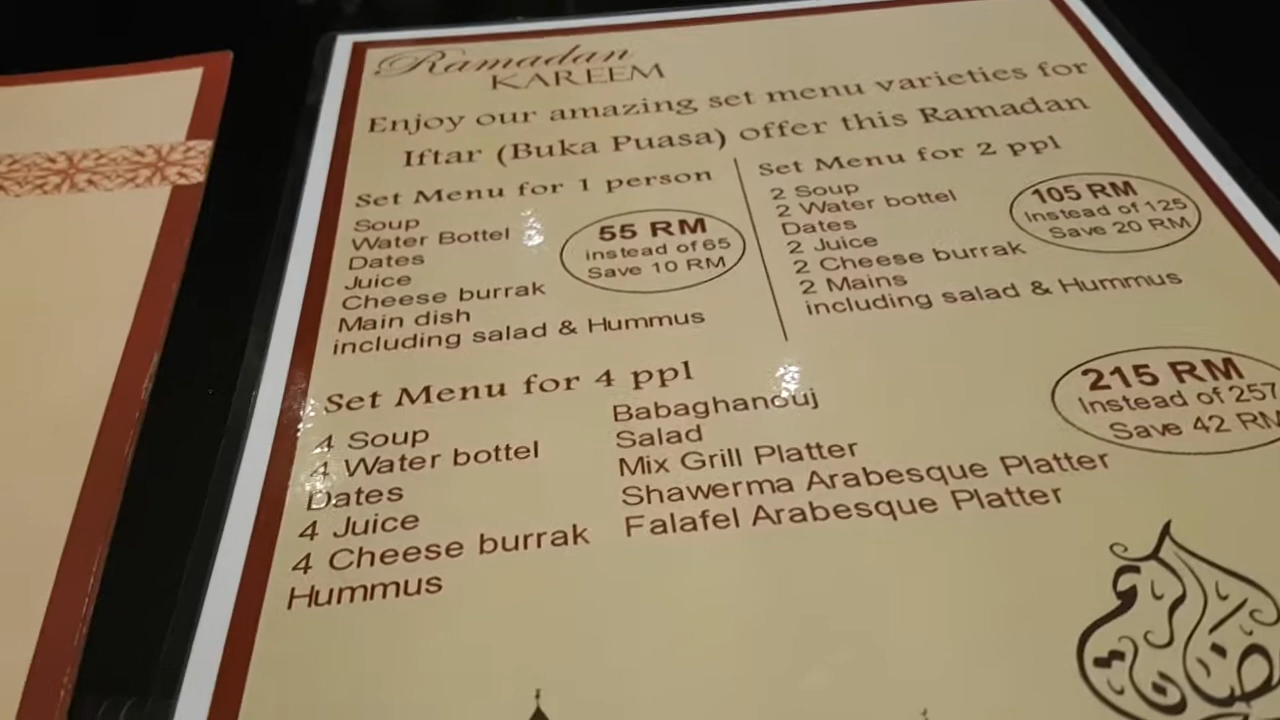 Ramadan
KAREEM
Enjoy our amazing set menu varieties for
Iftar (Buka Puasa) offer this Ramadan
Set Menu for 1 person
Soup
Water Bottel
Dates
Juice
Cheese burrak
Main dish
including salad & Hummus
55 RM
instead of 65
Save 10 RM
Set Menu for 2 ppl
2 Soup
2 Water bottel
Dates
2 Juice
2 Cheese burrak
2 Mains
including salad & Hummus
105 RM
Instead of 125
Save 20 RM
Set Menu for 4 ppl
4 Soup
4 Water bottel
Dates
4 Juice
4 Cheese burrak
Hummus
Babaghanouj
Salad
Mix Grill Platter
Shawerma Arabesque Platter
Falafel Arabesque Platter
215 RM
Instead of 257
Save 42 RM